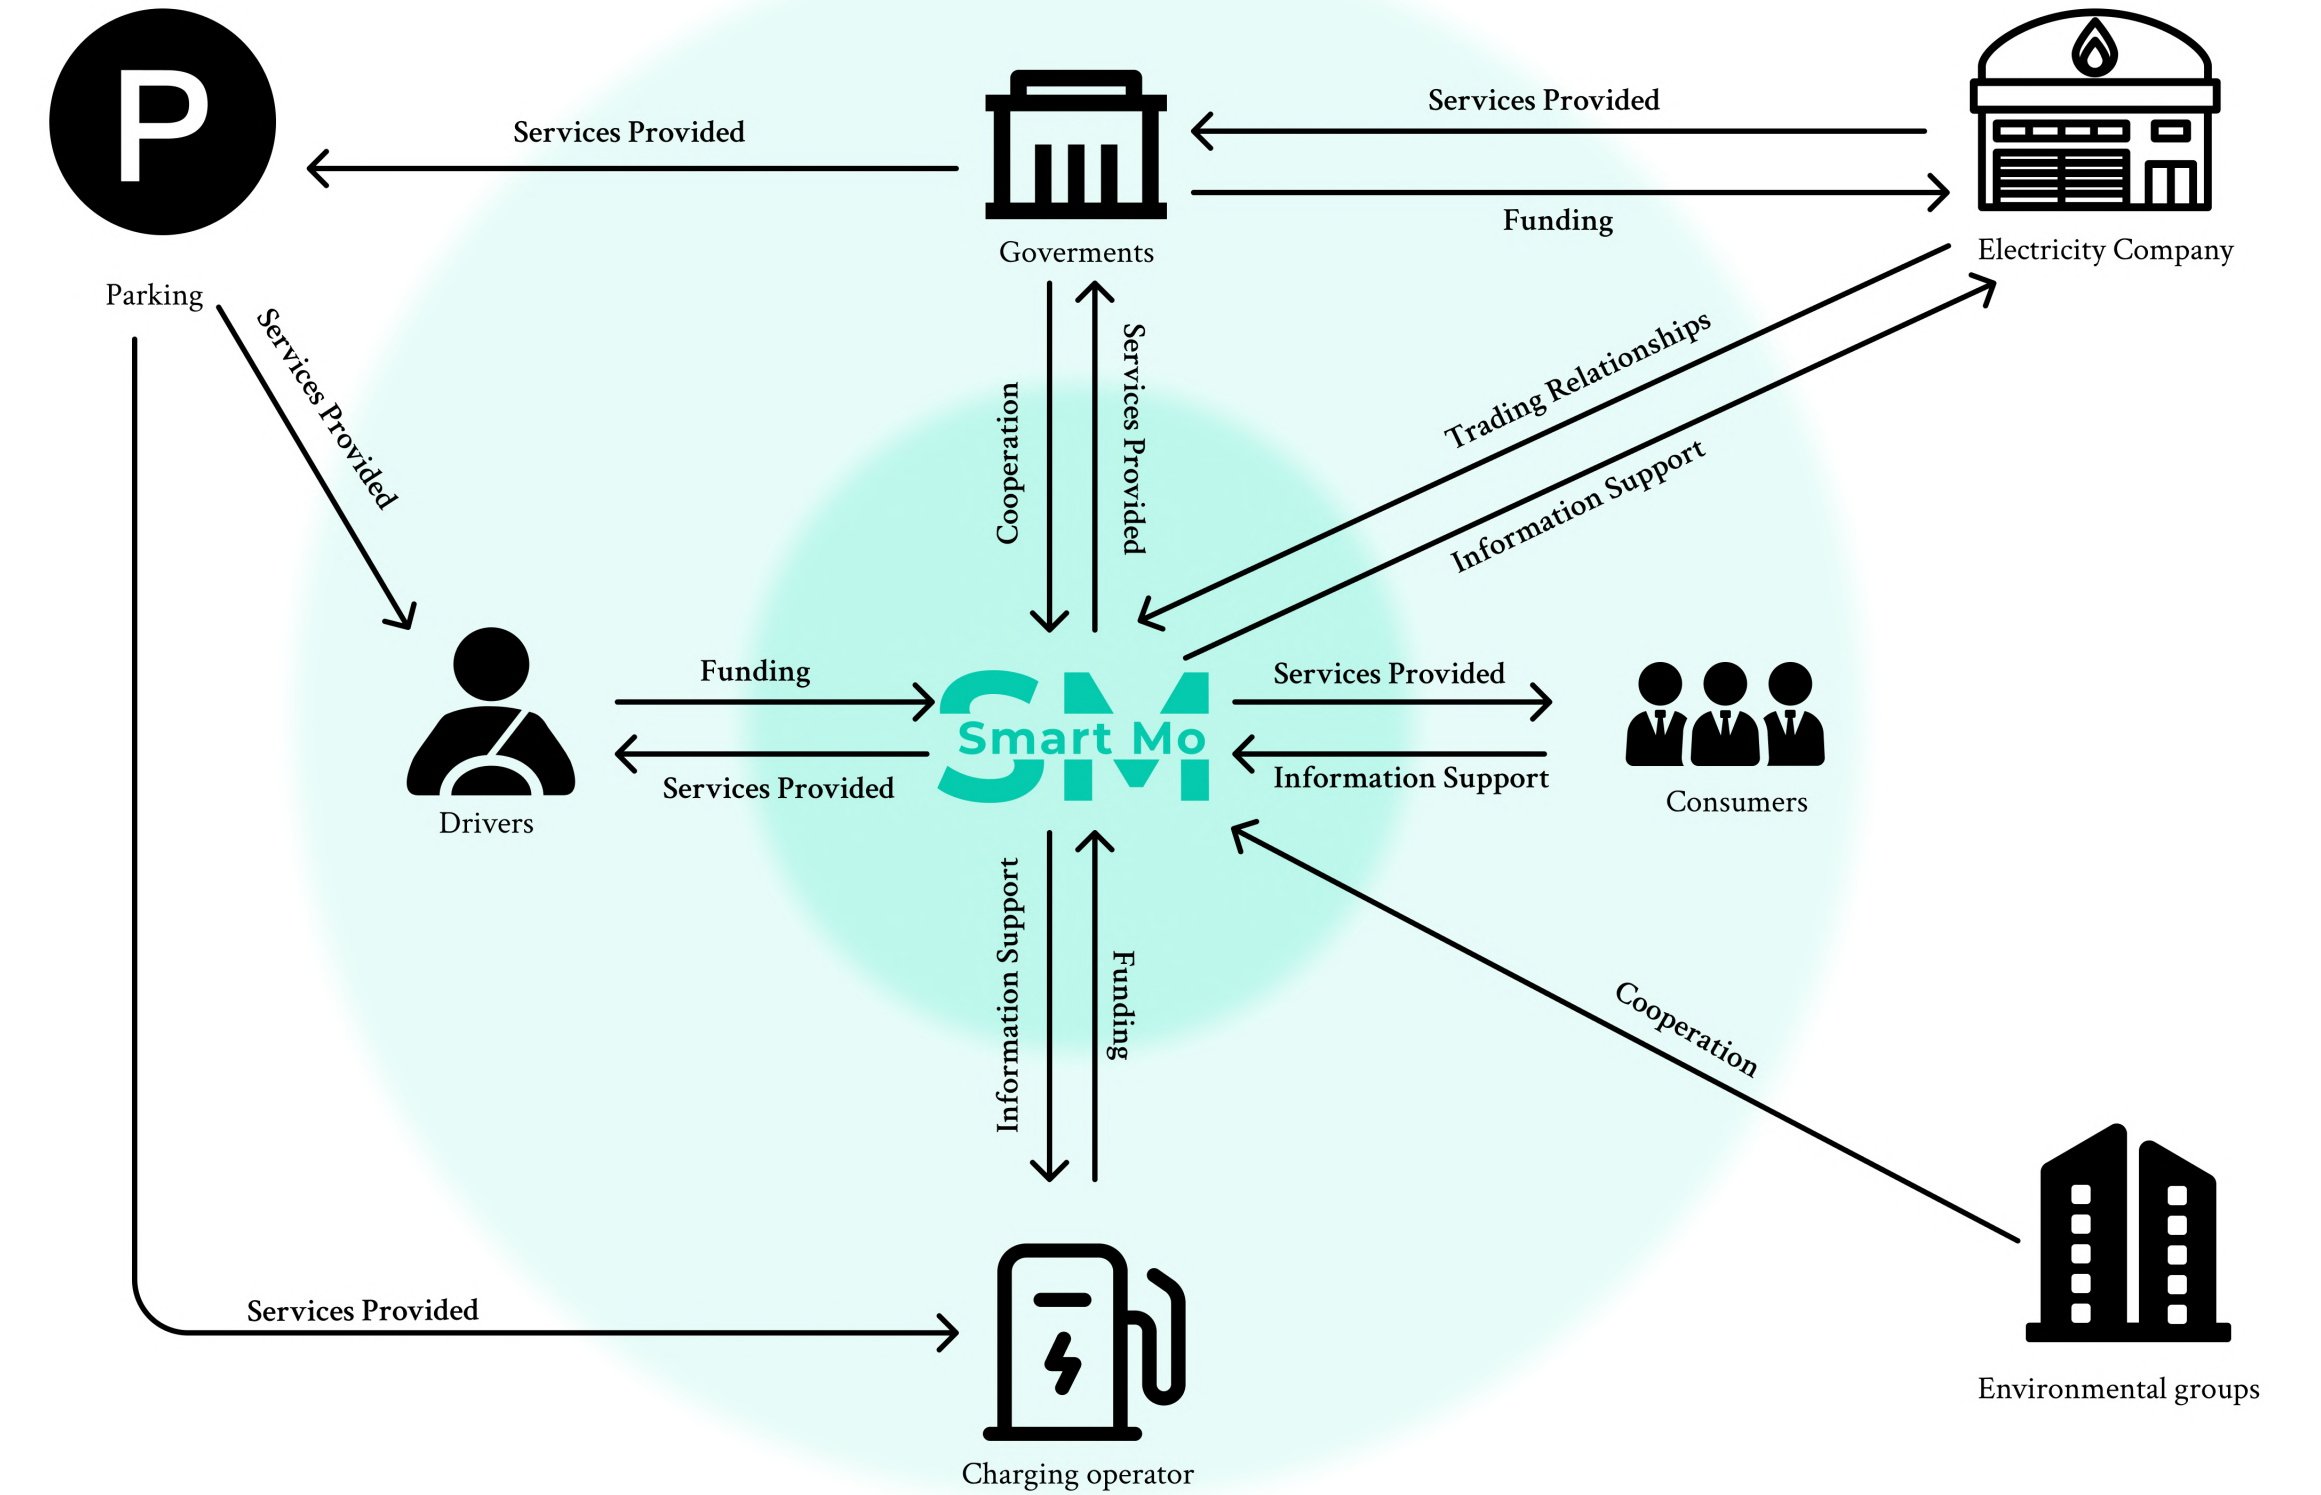 P
Services Provided
Services Provided
Funding
Goverments
Electricity Company
Parking
Services Provided
Cooperation
Services Provided
Trading Relationships
Information Support
Funding
Services Provided
SM
Smart Mo
Services Provided
Information Support
Drivers
Consumers
Information Support
Funding
Cooperation
Services Provided
Environmental groups
Charging operator